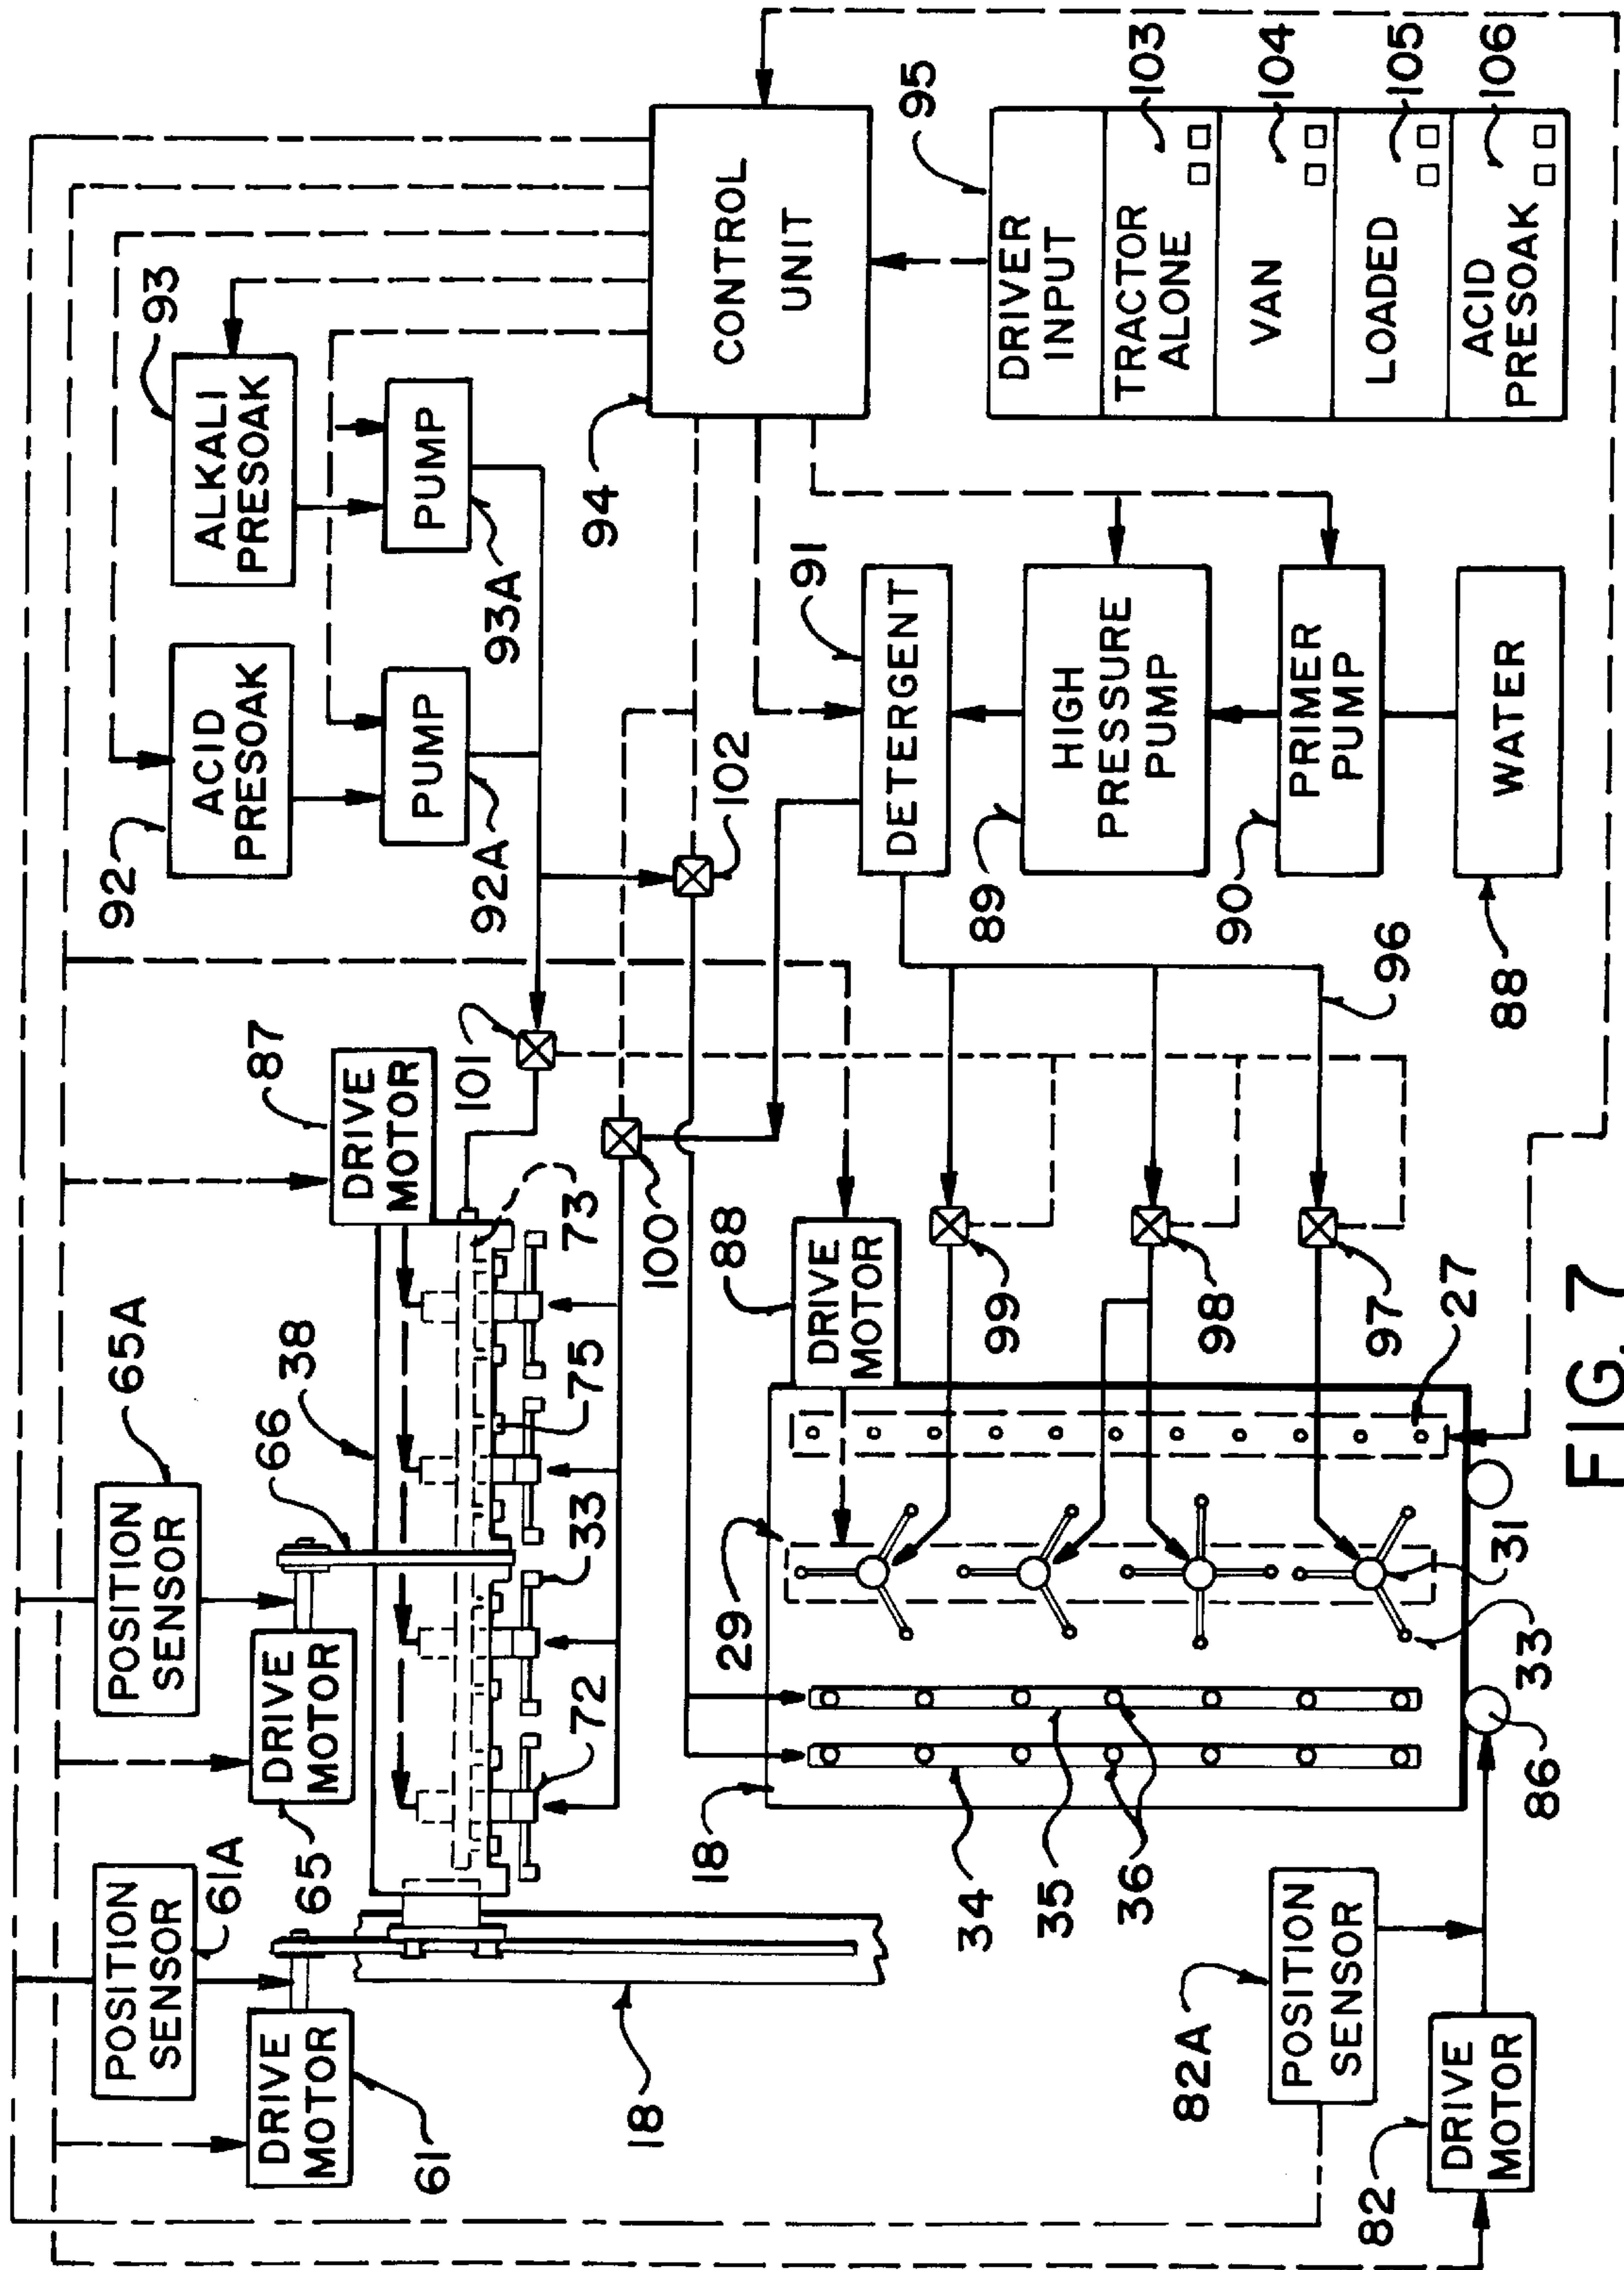 POSITION
SENSOR
61A
DRIVE
MOTOR
61
18
POSITION
SENSOR
65A
DRIVE
MOTOR
65
66
38
DRIVE
MOTOR
87
72
33
75
73
101
100
102
ACID
PRESOAK
92
PUMP
92A
ALKALI
PRESOAK
93
PUMP
93A
CONTROL
UNIT
94
DRIVER
INPUT
95
TRACTOR
ALONE
103
VAN
104
LOADED
105
ACID
PRESOAK
106
DETERGENT
91
HIGH
PRESSURE
PUMP
89
PRIMER
PUMP
90
WATER
88
96
DRIVE
MOTOR
88
99
98
97
27
29
31
33
18
34
35
36
86
POSITION
SENSOR
82A
DRIVE
MOTOR
82
FIG. 7